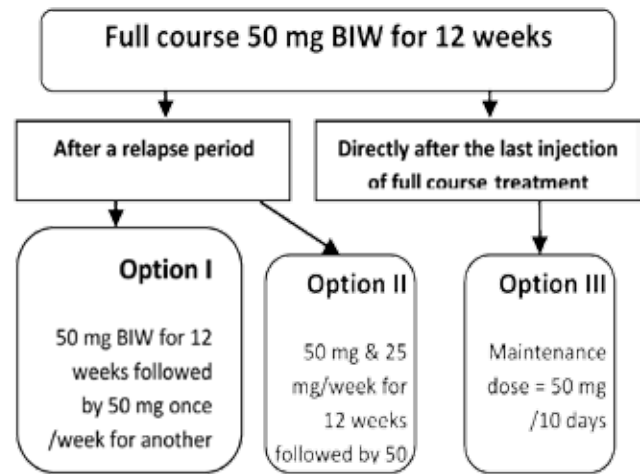 Full course 50 mg BIW for 12 weeks
After a relapse period
Directly after the last injection
of full course treatment
Option I
50 mg BIW for 12
weeks followed
by 50 mg once
/week for another
Option II
50 mg & 25
mg/week for
12 weeks
followed by 50
Option III
Maintenance
dose = 50 mg
/10 days